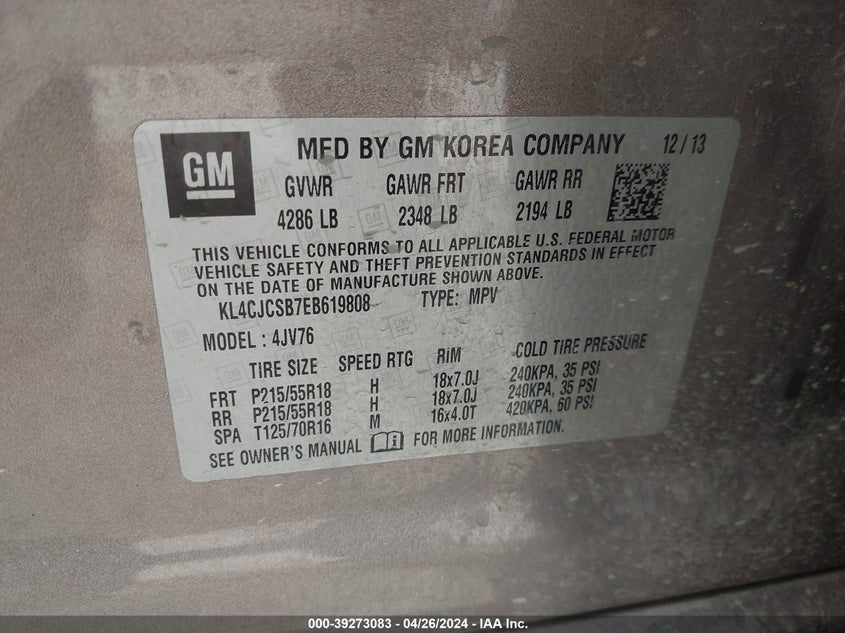 GM
MFD BY GM KOREA COMPANY 12 / 13
GVWR GAWR FRT GAWR RR
4286 LB 2348 LB 2194 LB
THIS VEHICLE CONFORMS TO ALL APPLICABLE U.S. FEDERAL MOTOR
VEHICLE SAFETY AND THEFT PREVENTION STANDARDS IN EFFECT
ON THE DATE OF MANUFACTURE SHOWN ABOVE.
KL4CJCSB7EB619808 TYPE: MPV
MODEL : 4JV76
TIRE SIZE SPEED RTG RiM COLD TIRE PRESSURE
FRT P215/55R18 H 18x7.0J 240KPA, 35 PSI
RR P215/55R18 H 18x7.0J 240KPA, 35 PSI
SPA T125/70R16 M 16x4.0T 420KPA, 60 PSI
SEE OWNER'S MANUAL FOR MORE INFORMATION.
000-39273083 - 04/26/2024 - IAA Inc.